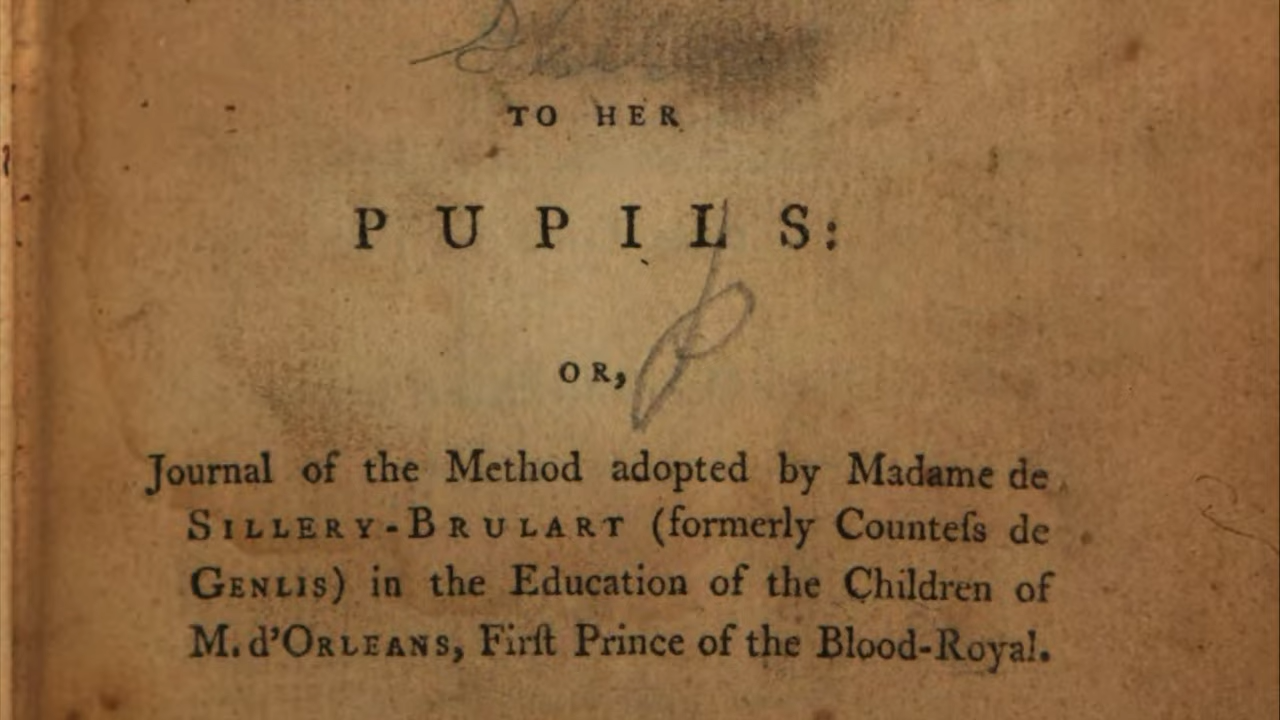 TO HER
PUPILS:
OR,
Journal of the Method adopted by Madame de
SILLERY-BRULART (formerly Counteſs de
GENLIS) in the Education of the Children of
M. d'ORLEANS, Firſt Prince of the Blood-Royal.